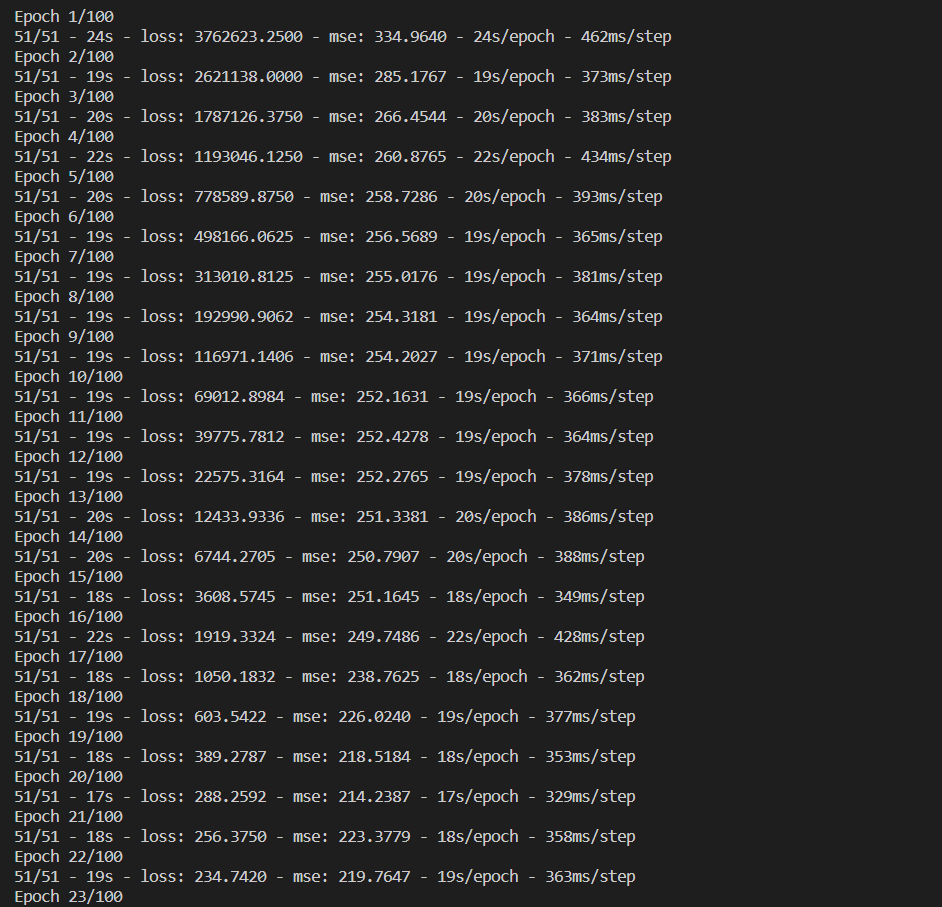 Epoch 1/100
51/51 - 24s - loss: 3762623.2500 - mse: 334.9640 - 24s/epoch - 462ms/step
Epoch 2/100
51/51 - 19s - loss: 2621138.0000 - mse: 285.1767 - 19s/epoch - 373ms/step
Epoch 3/100
51/51 - 20s - loss: 1787126.3750 - mse: 266.4544 - 20s/epoch - 383ms/step
Epoch 4/100
51/51 - 22s - loss: 1193046.1250 - mse: 260.8765 - 22s/epoch - 434ms/step
Epoch 5/100
51/51 - 20s - loss: 778589.8750 - mse: 258.7286 - 20s/epoch - 393ms/step
Epoch 6/100
51/51 - 19s - loss: 498166.0625 - mse: 256.5689 - 19s/epoch - 365ms/step
Epoch 7/100
51/51 - 19s - loss: 313010.8125 - mse: 255.0176 - 19s/epoch - 381ms/step
Epoch 8/100
51/51 - 19s - loss: 192990.9062 - mse: 254.3181 - 19s/epoch - 364ms/step
Epoch 9/100
51/51 - 19s - loss: 116971.1406 - mse: 254.2027 - 19s/epoch - 371ms/step
Epoch 10/100
51/51 - 19s - loss: 69012.8984 - mse: 252.1631 - 19s/epoch - 366ms/step
Epoch 11/100
51/51 - 19s - loss: 39775.7812 - mse: 252.4278 - 19s/epoch - 364ms/step
Epoch 12/100
51/51 - 19s - loss: 22575.3164 - mse: 252.2765 - 19s/epoch - 378ms/step
Epoch 13/100
51/51 - 20s - loss: 12433.9336 - mse: 251.3381 - 20s/epoch - 386ms/step
Epoch 14/100
51/51 - 20s - loss: 6744.2705 - mse: 250.7907 - 20s/epoch - 388ms/step
Epoch 15/100
51/51 - 18s - loss: 3608.5745 - mse: 251.1645 - 18s/epoch - 349ms/step
Epoch 16/100
51/51 - 22s - loss: 1919.3324 - mse: 249.7486 - 22s/epoch - 428ms/step
Epoch 17/100
51/51 - 18s - loss: 1050.1832 - mse: 238.7625 - 18s/epoch - 362ms/step
Epoch 18/100
51/51 - 19s - loss: 603.5422 - mse: 226.0240 - 19s/epoch - 377ms/step
Epoch 19/100
51/51 - 18s - loss: 389.2787 - mse: 218.5184 - 18s/epoch - 353ms/step
Epoch 20/100
51/51 - 17s - loss: 288.2592 - mse: 214.2387 - 17s/epoch - 329ms/step
Epoch 21/100
51/51 - 18s - loss: 256.3750 - mse: 223.3779 - 18s/epoch - 358ms/step
Epoch 22/100
51/51 - 19s - loss: 234.7420 - mse: 219.7647 - 19s/epoch - 363ms/step
Epoch 23/100